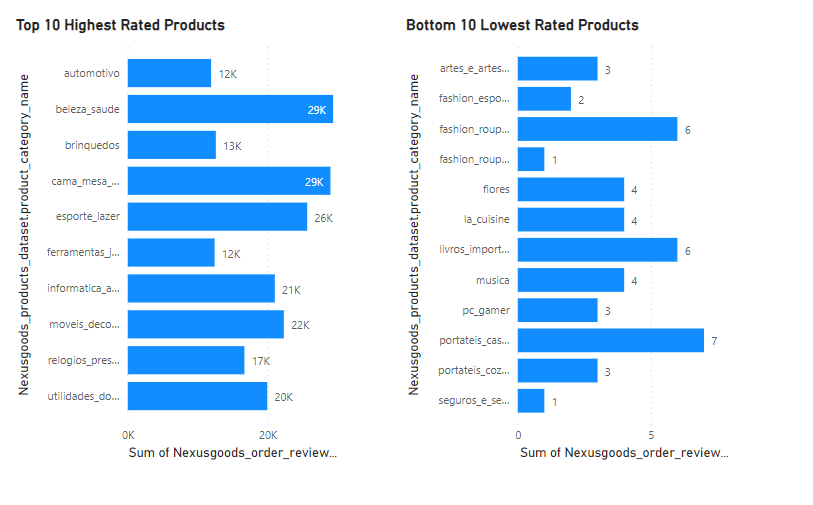 Top 10 Highest Rated Products
Nexusgoods_products_dataset.product_category_name
automotivo 12K
beleza_saude 29K
brinquedos 13K
cama_mesa_... 29K
esporte_lazer 26K
ferramentas_j... 12K
informatica_a... 21K
moveis_deco... 22K
relogios_pres... 17K
utilidades_do... 20K
0K 20K
Sum of Nexusgoods_order_review...
Bottom 10 Lowest Rated Products
Nexusgoods_products_dataset.product_category_name
artes_e_artes... 3
fashion_espo... 2
fashion_roup... 6
fashion_roup... 1
flores 4
la_cuisine 4
livros_import... 6
musica 4
pc_gamer 3
portateis_cas... 7
portateis_coz... 3
seguros_e_se... 1
0 5
Sum of Nexusgoods_order_review...